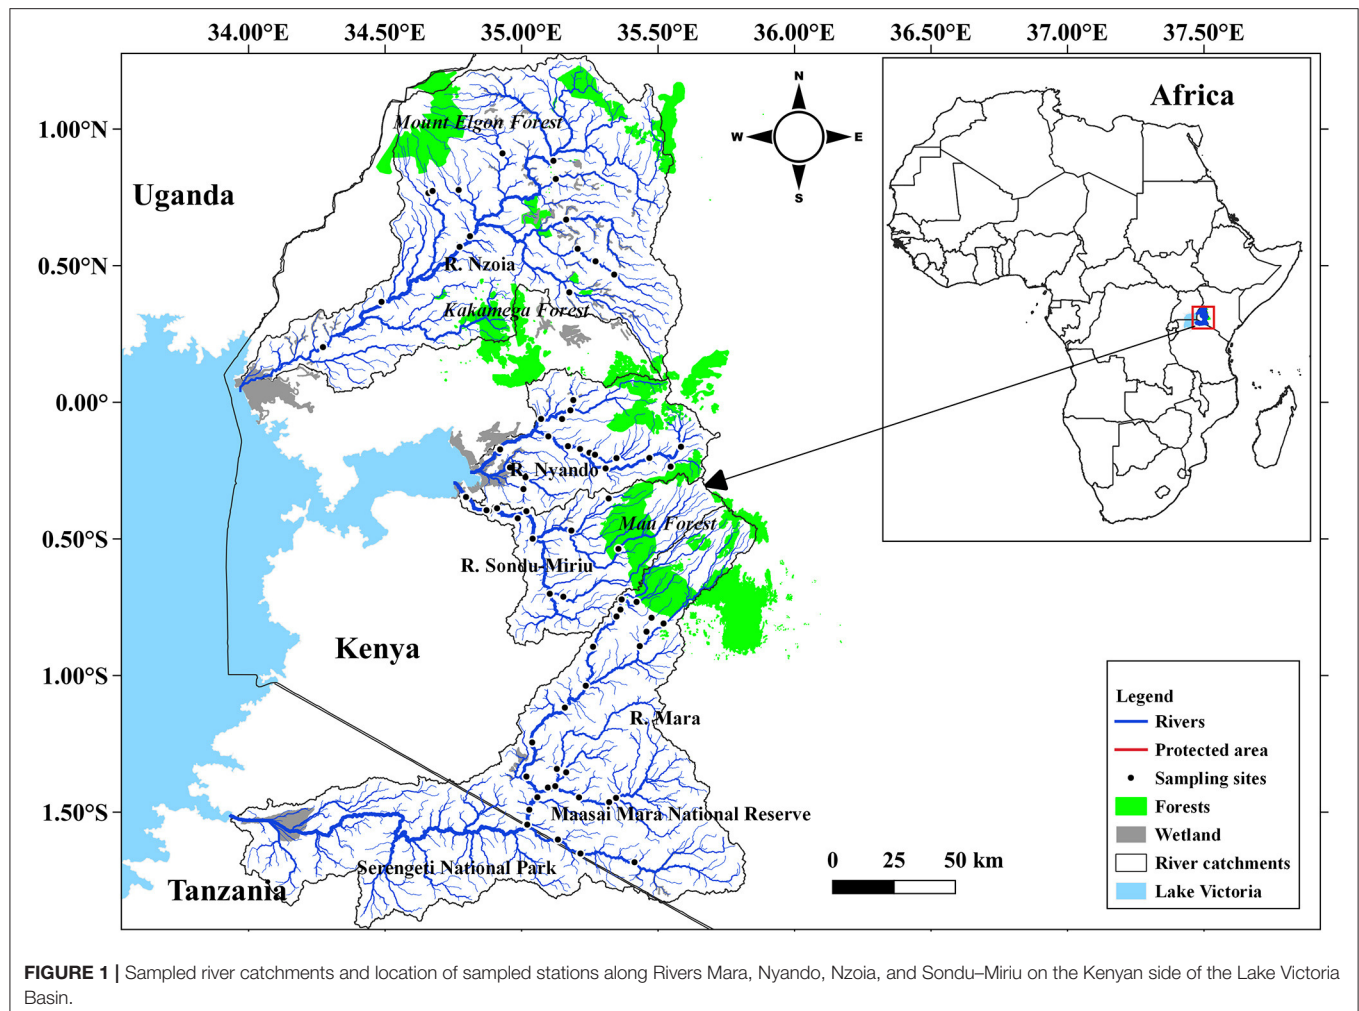 34.00°E 34.50°E 35.00°E 35.50°E 36.00°E 36.50°E 37.00°E 37.50°E
1.00°N
0.50°N
0.00°
0.50°S
1.00°S
1.50°S
N
W E
S
Africa
Mount Elgon Forest
Uganda
R. Nzoia
Kakamega Forest
R. Nyando
Mau Forest
R. Sondu-Miriu
Kenya
R. Mara
Maasai Mara National Reserve
Serengeti National Park
Tanzania
0 25 50 km
Legend
Rivers
Protected area
Sampling sites
Forests
Wetland
River catchments
Lake Victoria
FIGURE 1 | Sampled river catchments and location of sampled stations along Rivers Mara, Nyando, Nzoia, and Sondu–Miriu on the Kenyan side of the Lake Victoria
Basin.